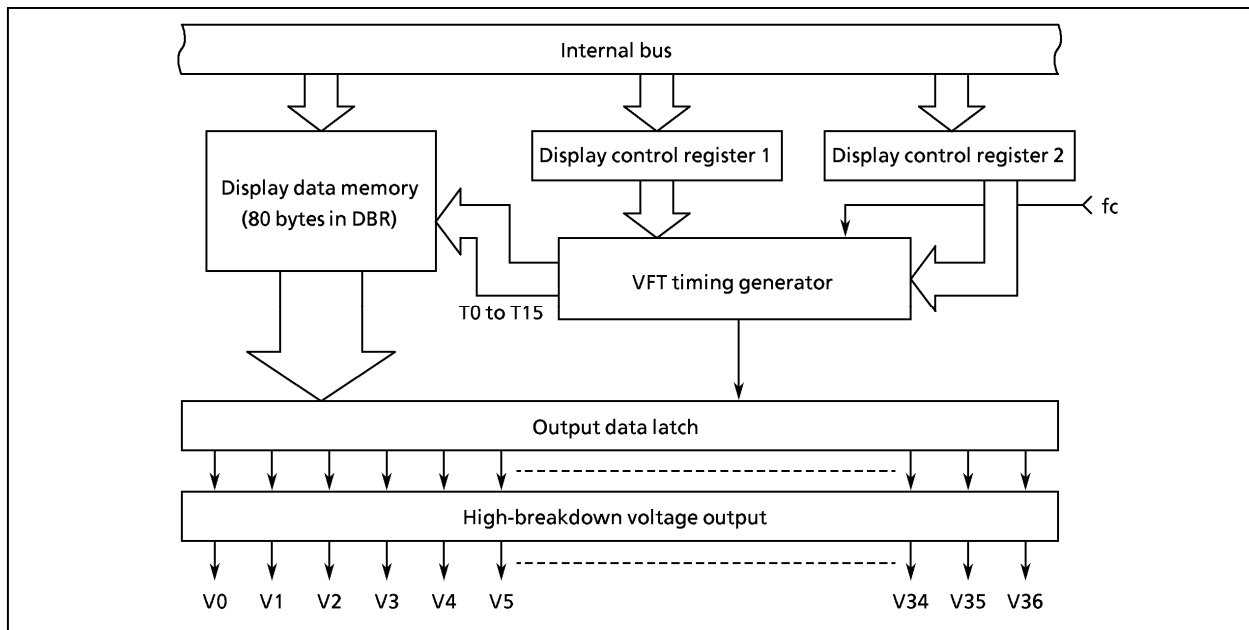 Internal bus
Display data memory
(80 bytes in DBR)
Display control register 1
Display control register 2
fc
VFT timing generator
T0 to T15
Output data latch
High-breakdown voltage output
V0 V1 V2 V3 V4 V5 V34 V35 V36